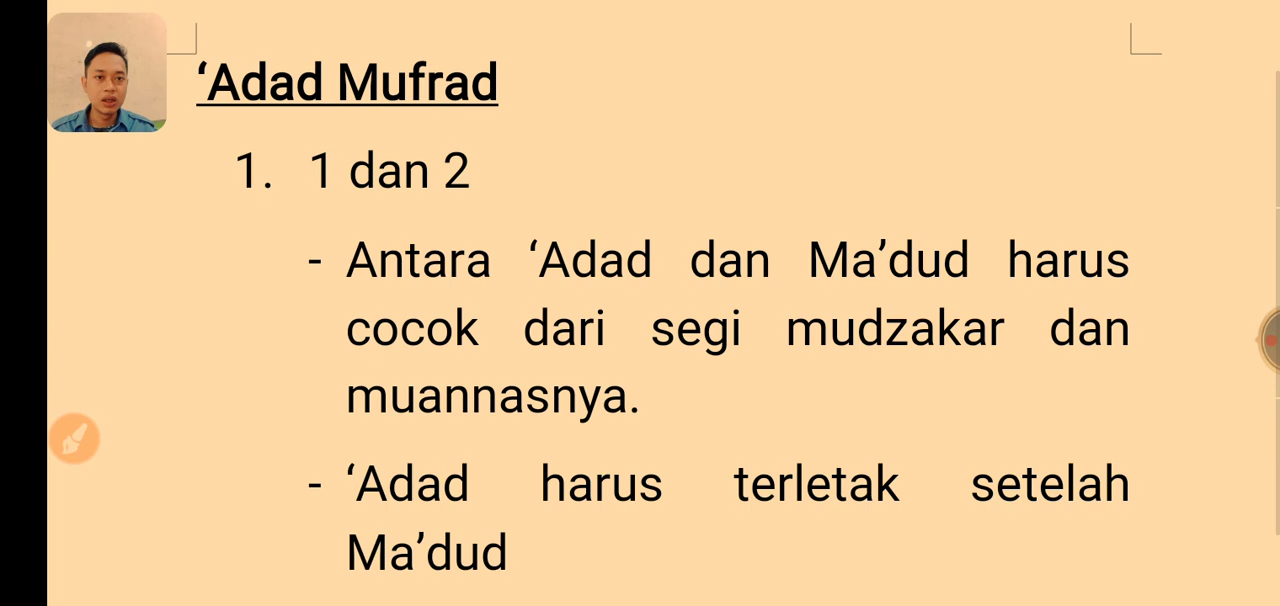 ‘Adad Mufrad
1. 1 dan 2
- Antara ‘Adad dan Ma’dud harus
cocok dari segi mudzakar dan
muannasnya.
- ‘Adad harus terletak setelah
Ma’dud